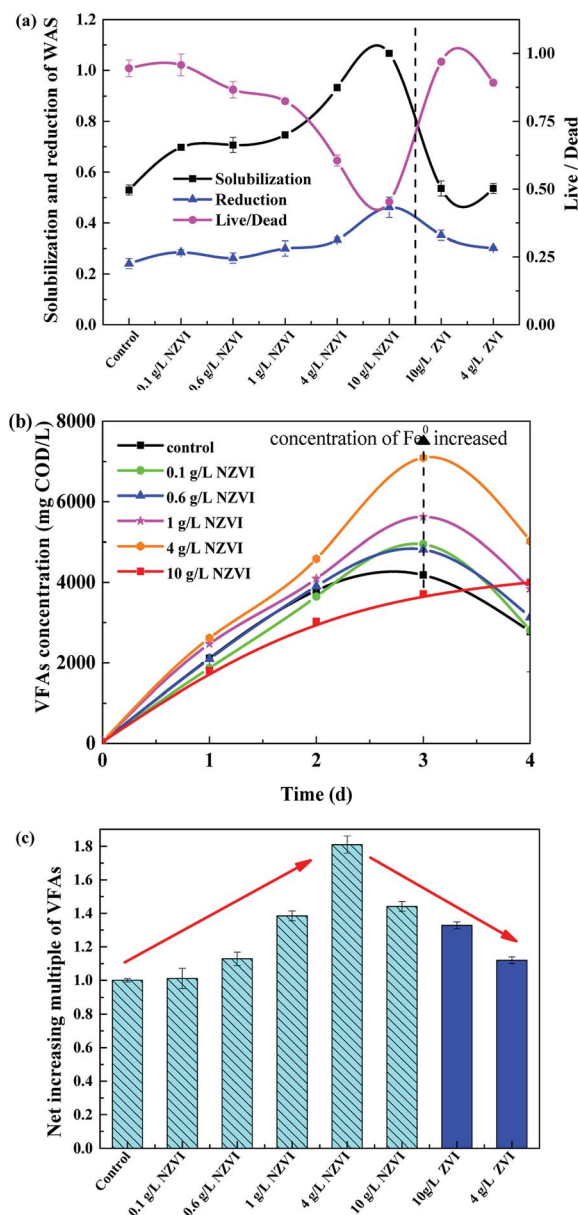 (a)
Solubilization and reduction of WAS
1.2
1.0
0.8
0.6
0.4
0.2
0.0
Solubilization
Reduction
Live/Dead
1.00
0.75
0.50
0.25
0.00
Live / Dead
Control
0.1 g/L NZVI
0.6 g/L NZVI
1 g/L NZVI
4 g/L NZVI
10 g/L NZVI
10g/L ZVI
4 g/L ZVI
(b)
VFAs concentration (mg COD/L)
8000
6000
4000
2000
0
control
0.1 g/L NZVI
0.6 g/L NZVI
1 g/L NZVI
4 g/L NZVI
10 g/L NZVI
concentration of Fe⁰ increased
0 1 2 3 4
Time (d)
(c)
Net increasing multiple of VFAs
1.8
1.6
1.4
1.2
1.0
0.8
0.6
0.4
0.2
0.0
Control
0.1 g/L NZVI
0.6 g/L NZVI
1 g/L NZVI
4 g/L NZVI
10 g/L NZVI
10g/L ZVI
4 g/L ZVI